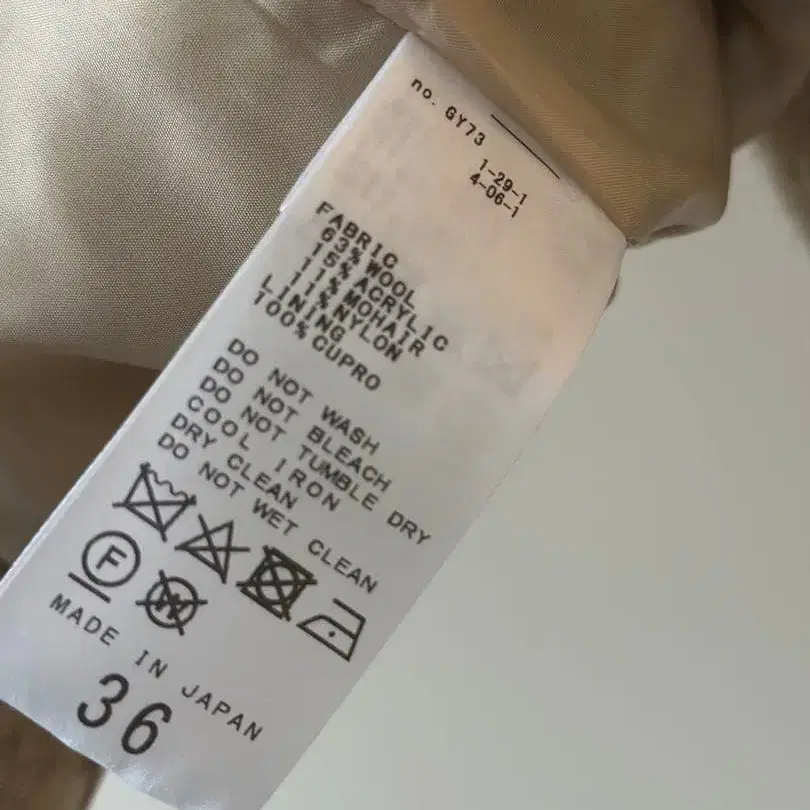 no. GY73
1-29-1
4-06-1
FABRIC
63% WOOL
15% ACRYLIC
11% MOHAIR
11% NYLON
LINING
100% CUPRO
DO NOT WASH
DO NOT BLEACH
DO NOT TUMBLE DRY
COOL IRON
DRY CLEAN
DO NOT WET CLEAN
F W
MADE IN JAPAN
36